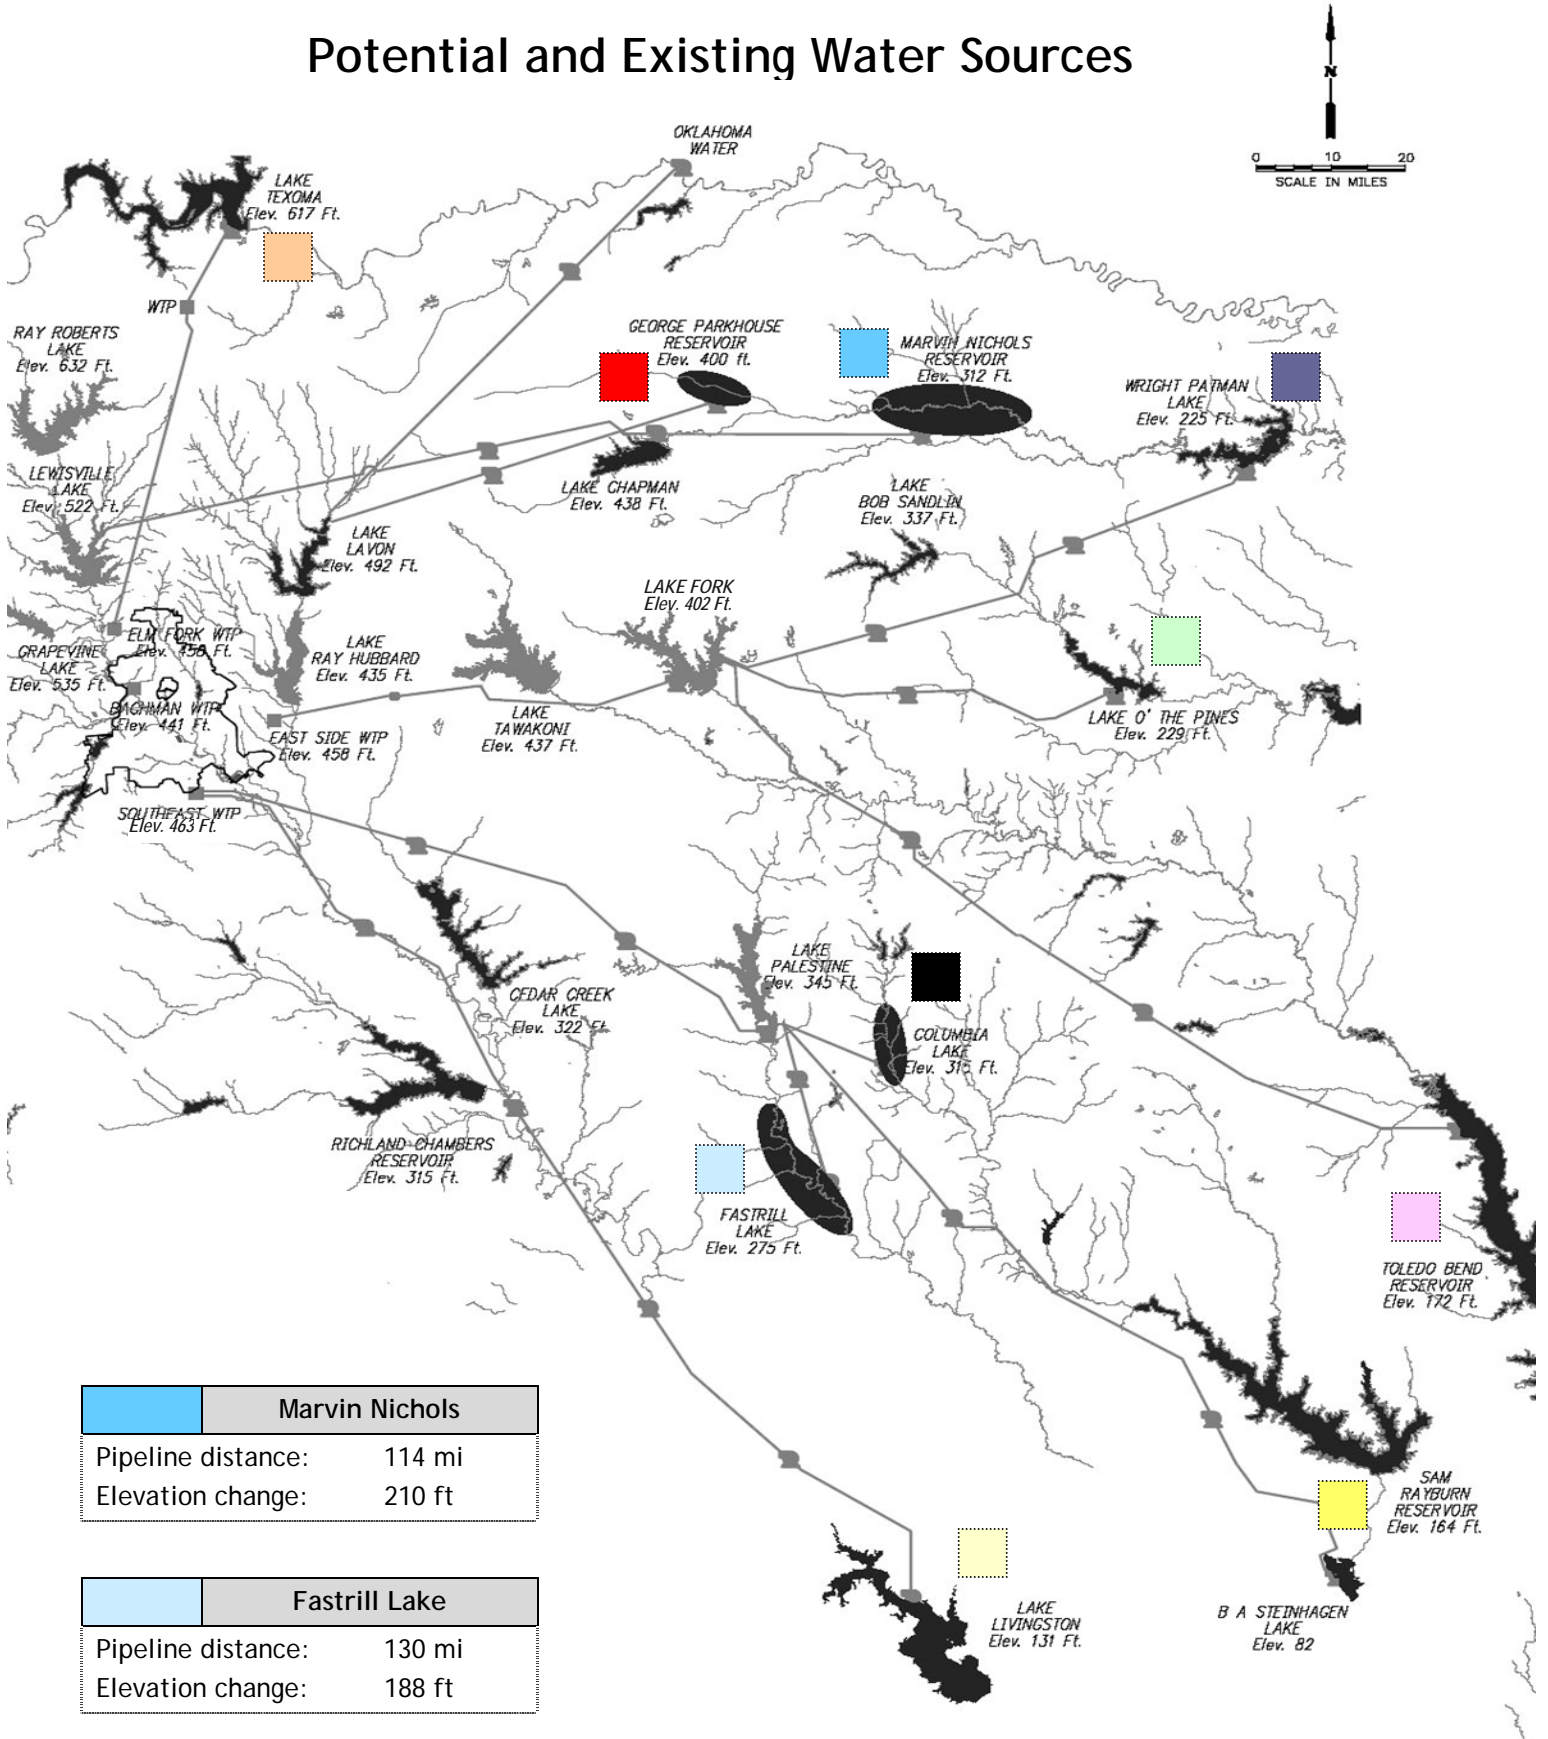 Potential and Existing Water Sources
N
0 10 20
SCALE IN MILES
OKLAHOMA
WATER
LAKE
TEXOMA
Elev. 617 Ft.
WTP
RAY ROBERTS
LAKE
Elev. 632 Ft.
GEORGE PARKHOUSE
RESERVOIR
Elev. 400 ft.
MARVIN NICHOLS
RESERVOIR
Elev. 312 Ft.
WRIGHT PATMAN
LAKE
Elev. 225 Ft.
LEWISVILLE
LAKE
Elev. 522 Ft.
LAKE CHAPMAN
Elev. 438 Ft.
LAKE
BOB SANDLIN
Elev. 337 Ft.
LAKE
LAVON
Elev. 492 Ft.
LAKE FORK
Elev. 402 Ft.
ELM FORK WTP
Elev. 450 Ft.
GRAPEVINE
LAKE
Elev. 535 Ft.
LAKE
RAY HUBBARD
Elev. 435 Ft.
BACHMAN WTP
Elev. 441 Ft.
EAST SIDE WTP
Elev. 458 Ft.
LAKE
TAWAKONI
Elev. 437 Ft.
LAKE O' THE PINES
Elev. 229 Ft.
SOUTHEAST WTP
Elev. 463 Ft.
LAKE
PALESTINE
Elev. 345 Ft.
CEDAR CREEK
LAKE
Elev. 322 Ft.
COLUMBIA
LAKE
Elev. 315 Ft.
RICHLAND CHAMBERS
RESERVOIR
Elev. 315 Ft.
FASTRILL
LAKE
Elev. 275 Ft.
TOLEDO BEND
RESERVOIR
Elev. 172 Ft.
SAM
RAYBURN
RESERVOIR
Elev. 164 Ft.
LAKE
LIVINGSTON
Elev. 131 Ft.
B A STEINHAGEN
LAKE
Elev. 82
Marvin Nichols
Pipeline distance: 114 mi
Elevation change: 210 ft
Fastrill Lake
Pipeline distance: 130 mi
Elevation change: 188 ft